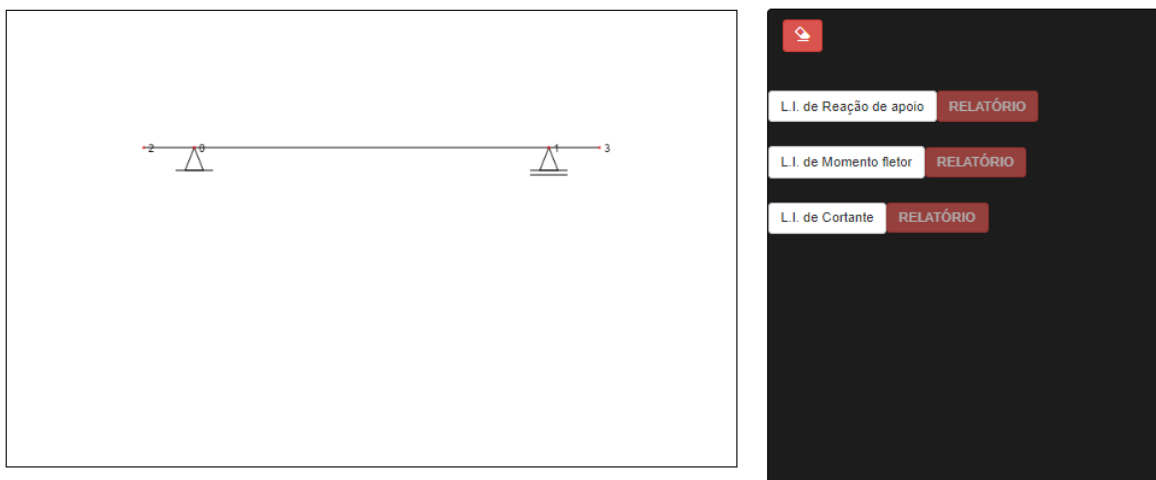 2 0 1 3
L.I. de Reação de apoio RELATÓRIO
L.I. de Momento fletor RELATÓRIO
L.I. de Cortante RELATÓRIO